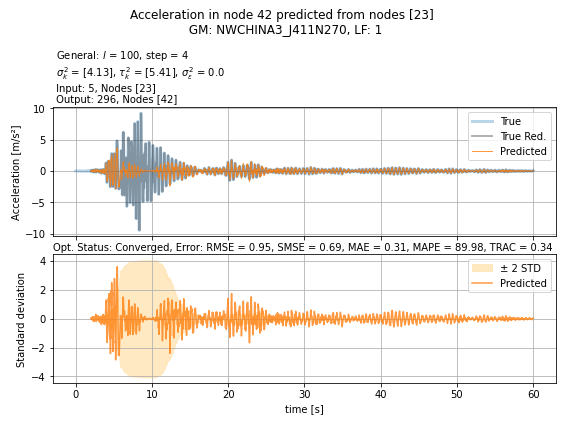 Acceleration in node 42 predicted from nodes [23]
GM: NWCHINA3_J411N270, LF: 1
General: l = 100, step = 4
σ²ₖ = [4.13], τ²ₖ = [5.41], σ²ε = 0.0
Input: 5, Nodes [23]
Output: 296, Nodes [42]
10
5
0
−5
−10
Acceleration [m/s²]
True
True Red.
Predicted
Opt. Status: Converged, Error: RMSE = 0.95, SMSE = 0.69, MAE = 0.31, MAPE = 89.98, TRAC = 0.34
4
2
0
−2
−4
Standard deviation
± 2 STD
Predicted
0 10 20 30 40 50 60
time [s]